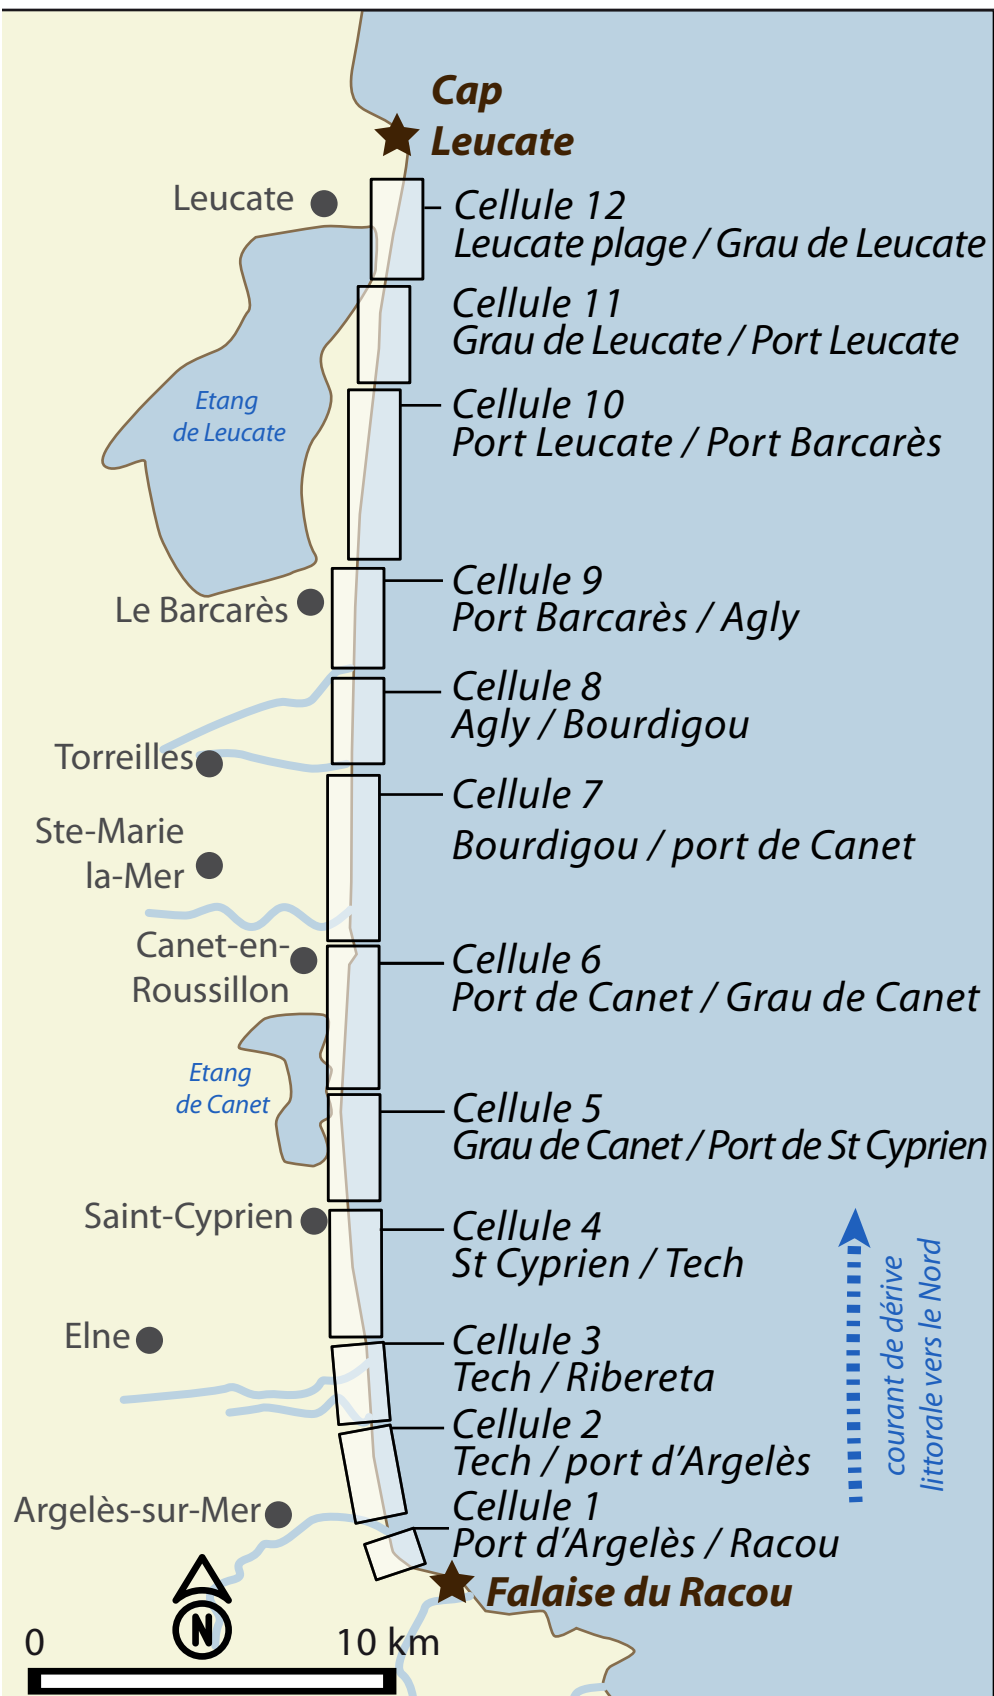 Cap
Leucate
Leucate
Cellule 12
Leucate plage / Grau de Leucate
Cellule 11
Grau de Leucate / Port Leucate
Etang
de Leucate
Cellule 10
Port Leucate / Port Barcarès
Cellule 9
Port Barcarès / Agly
Le Barcarès
Cellule 8
Agly / Bourdigou
Torreilles
Cellule 7
Bourdigou / port de Canet
Ste-Marie
la-Mer
Canet-en-
Roussillon
Cellule 6
Port de Canet / Grau de Canet
Etang
de Canet
Cellule 5
Grau de Canet / Port de St Cyprien
Saint-Cyprien
Cellule 4
St Cyprien / Tech
Elne
Cellule 3
Tech / Ribereta
Cellule 2
Tech / port d'Argelès
courant de dérive
littorale vers le Nord
Argelès-sur-Mer
Cellule 1
Port d'Argelès / Racou
Falaise du Racou
N
0 10 km